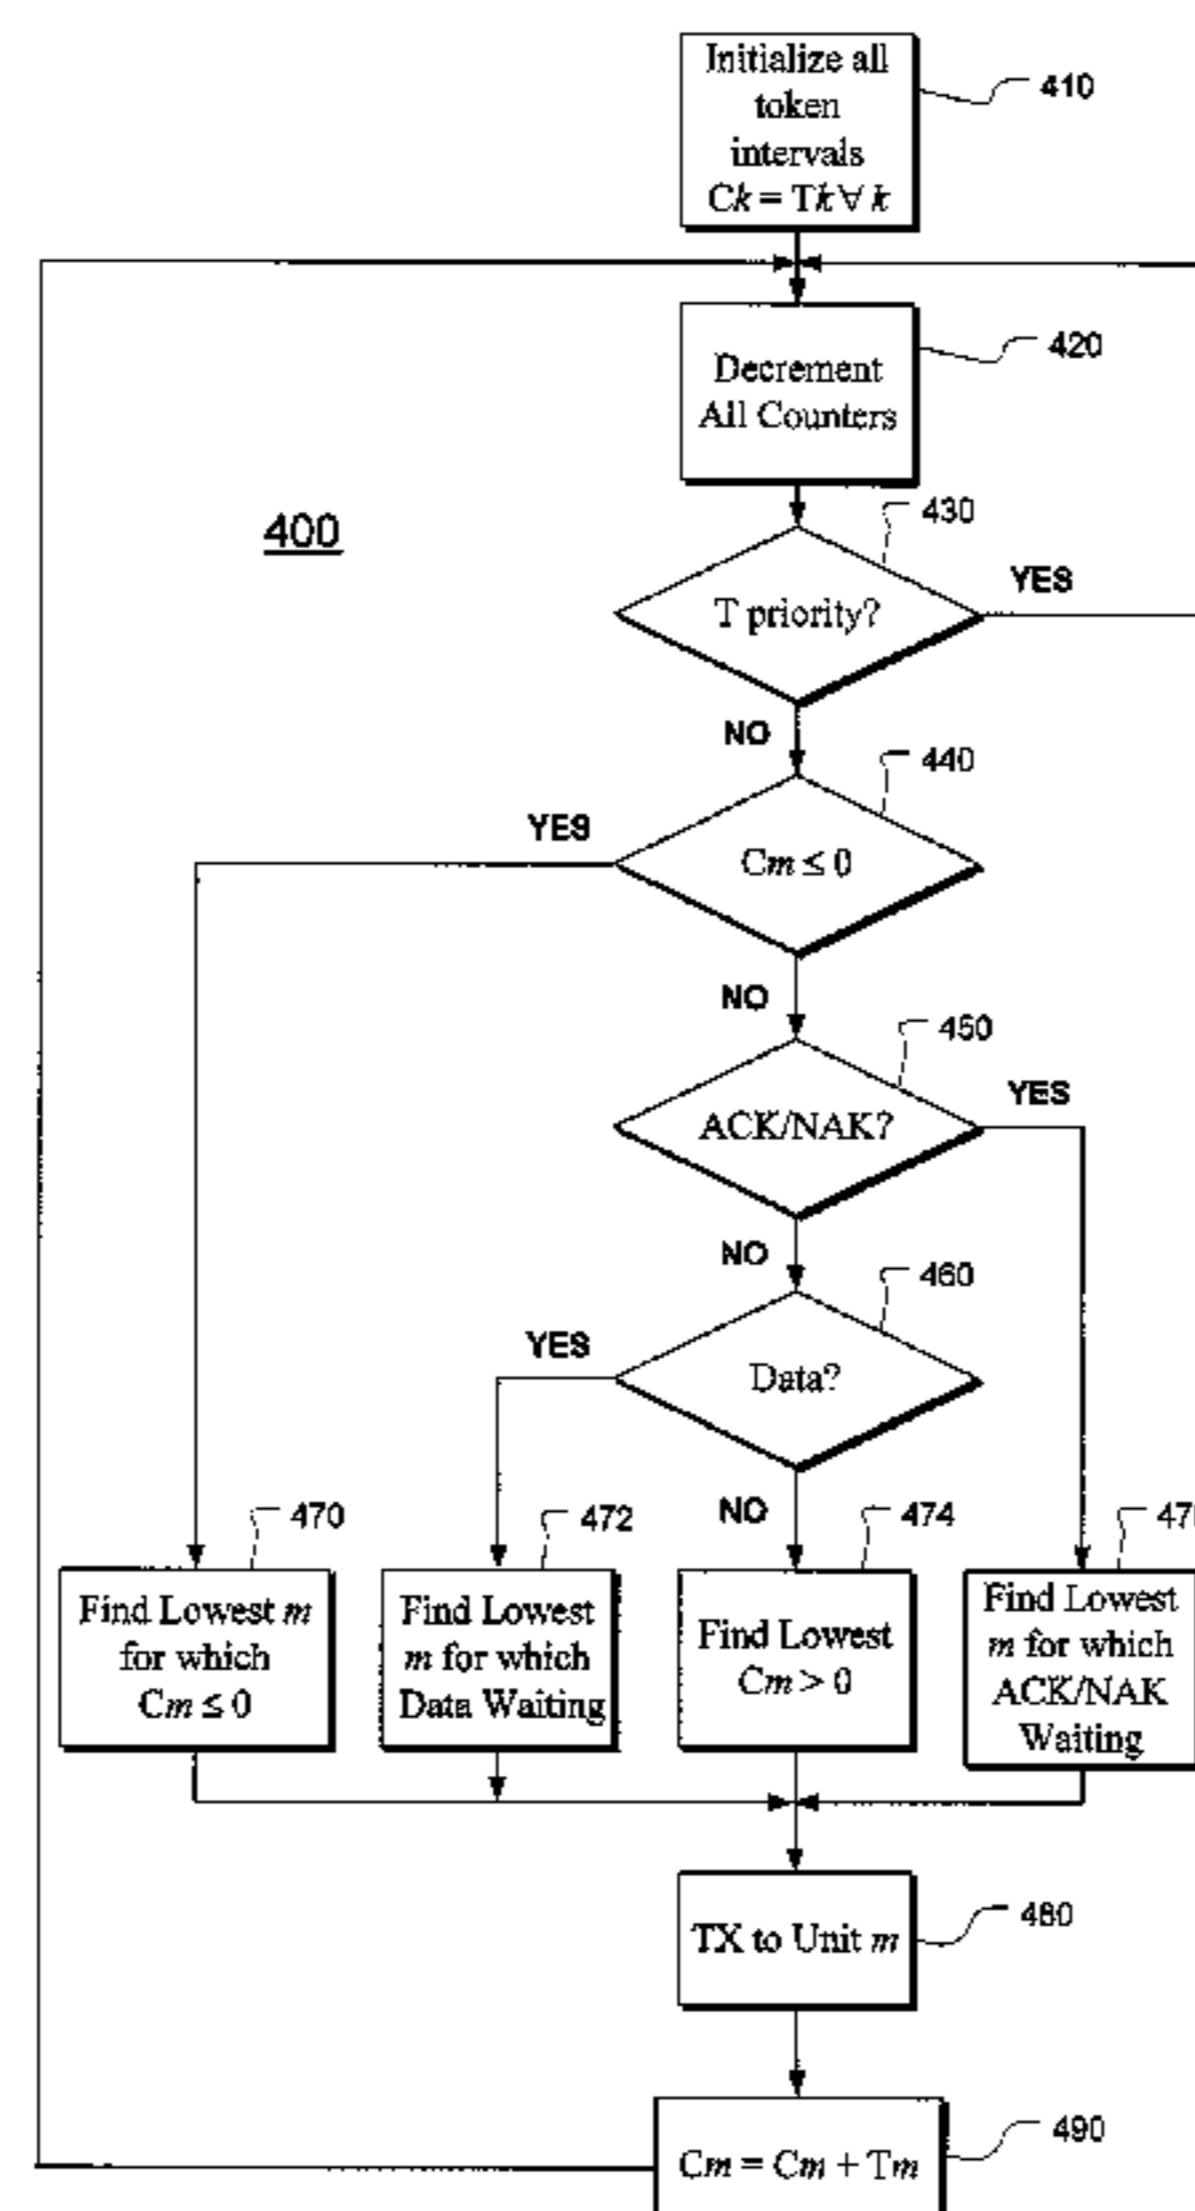 Initialize all
token
intervals
Ck = Tk ∀ k
410
Decrement
All Counters
420
400
430
T priority?
YES
NO
440
YES
Cm ≤ 0
NO
450
ACK/NAK?
YES
NO
460
YES
Data?
NO
470
Find Lowest m
for which
Cm ≤ 0
472
Find Lowest
m for which
Data Waiting
474
Find Lowest
Cm > 0
Find Lowest
m for which
ACK/NAK
Waiting
TX to Unit m
480
Cm = Cm + Tm
490